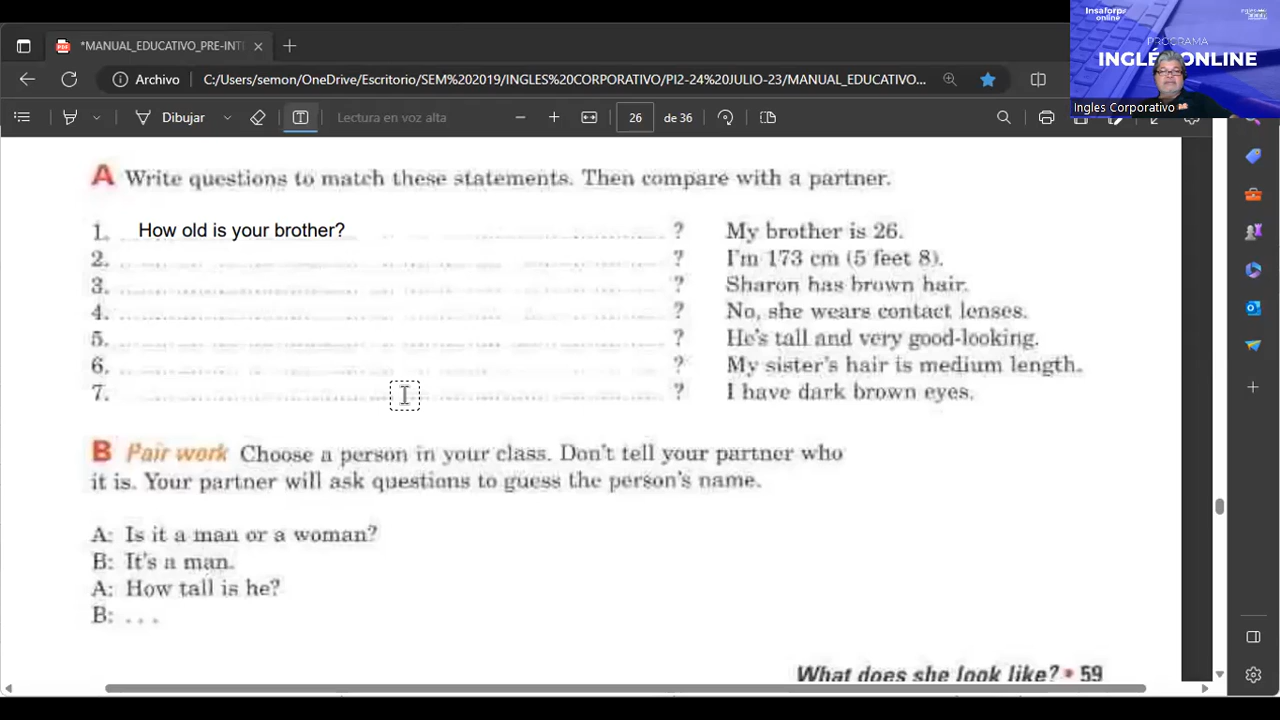 Insaforp
online
PROGRAMA
INGLÉS ONLINE
Ingles Corporativo
*MANUAL_EDUCATIVO_PRE-INT
Archivo C:/Users/semon/OneDrive/Escritorio/SEM%202019/INGLES%20CORPORATIVO/PI2-24%20JULIO-23/MANUAL_EDUCATIVO...
Dibujar Lectura en voz alta 26 de 36
A Write questions to match these statements. Then compare with a partner.
1. How old is your brother? ? My brother is 26.
2. ? I'm 173 cm (5 feet 8).
3. ? Sharon has brown hair.
4. ? No, she wears contact lenses.
5. ? He's tall and very good-looking.
6. ? My sister's hair is medium length.
7. ? I have dark brown eyes.
B Pair work Choose a person in your class. Don't tell your partner who
it is. Your partner will ask questions to guess the person's name.
A: Is it a man or a woman?
B: It's a man.
A: How tall is he?
B: . . .
What does she look like? • 59